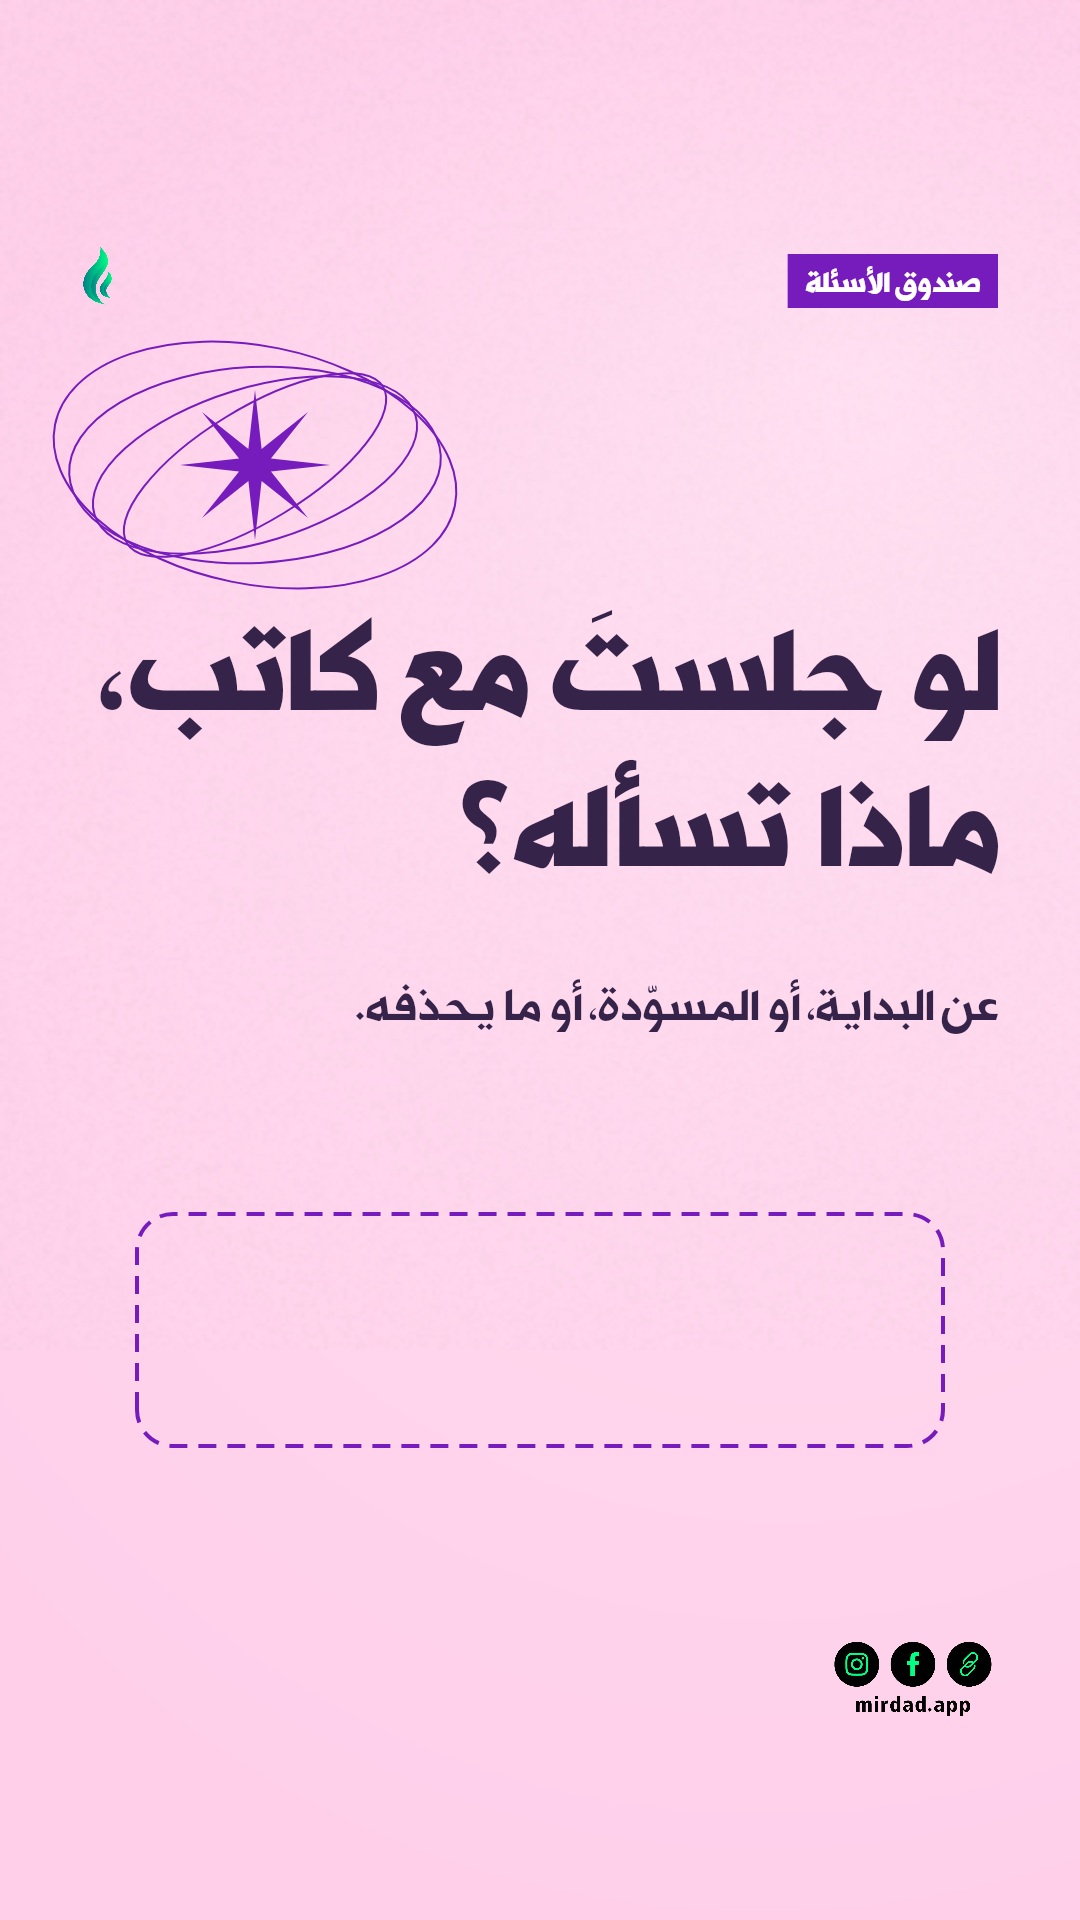 صندوق الأسئلة
لو جلستَ مع كاتب،
ماذا تسأله؟
عن البداية، أو المسوّدة، أو ما يحذفه.
mirdad.app